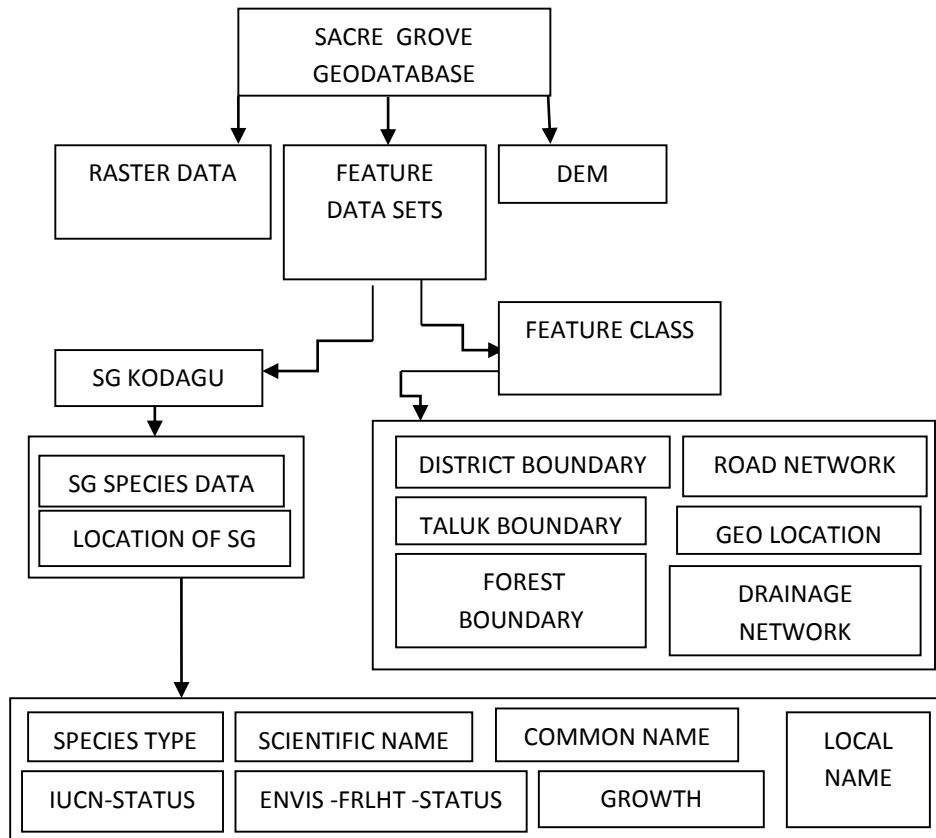 SACRE GROVE
GEODATABASE
RASTER DATA
FEATURE
DATA SETS
DEM
FEATURE CLASS
SG KODAGU
SG SPECIES DATA
LOCATION OF SG
DISTRICT BOUNDARY
ROAD NETWORK
TALUK BOUNDARY
GEO LOCATION
FOREST
BOUNDARY
DRAINAGE
NETWORK
SPECIES TYPE
SCIENTIFIC NAME
COMMON NAME
LOCAL
NAME
IUCN-STATUS
ENVIS -FRLHT -STATUS
GROWTH